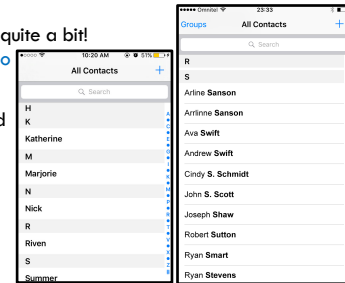 quite a bit!
o
d
10:20 AM 51%
All Contacts +
Search
H
K
Katherine
M
Marjorie
N
Nick
R
Riven
S
Summer
Omnitel 23:33
Groups All Contacts +
Search
R
S
Arline Sanson
Arrlinne Sanson
Ava Swift
Andrew Swift
Cindy S. Schmidt
John S. Scott
Joseph Shaw
Robert Sutton
Ryan Smart
Ryan Stevens